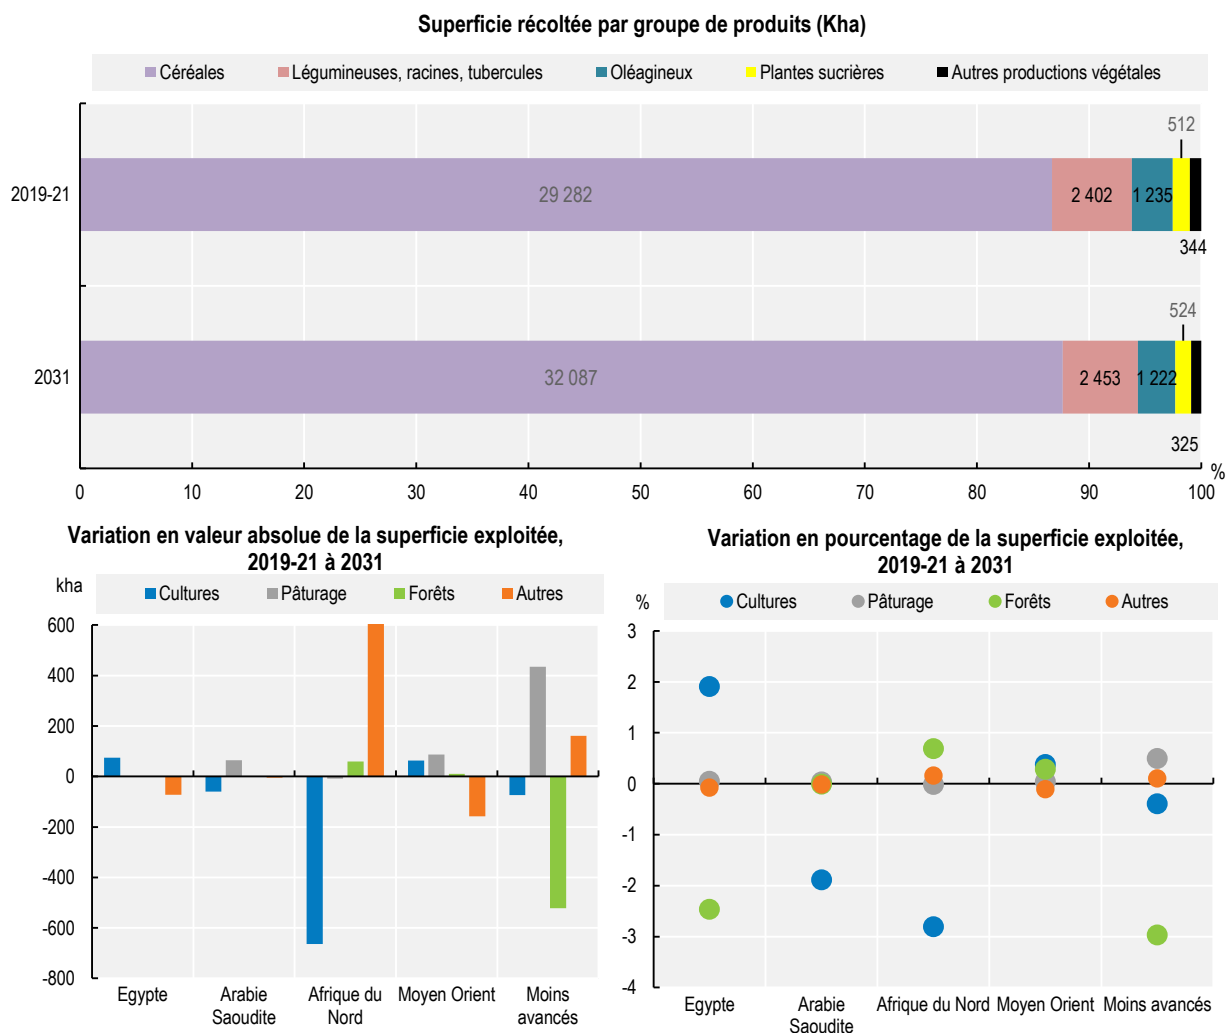 Superficie récoltée par groupe de produits (Kha)
Céréales Légumineuses, racines, tubercules Oléagineux Plantes sucrières Autres productions végétales
512
2019-21 29 282 2 402 1 235
344
524
2031 32 087 2 453 1 222
325
%
0 10 20 30 40 50 60 70 80 90 100
Variation en valeur absolue de la superficie exploitée,
2019-21 à 2031
kha
Cultures Pâturage Forêts Autres
600
400
200
0
-200
-400
-600
-800
Egypte Arabie Afrique du Moyen Orient Moins
Saoudite Nord avancés
Variation en pourcentage de la superficie exploitée,
2019-21 à 2031
%
Cultures Pâturage Forêts Autres
3
2
1
0
-1
-2
-3
-4
Egypte Arabie Afrique du Nord Moyen Orient Moins avancés
Saoudite